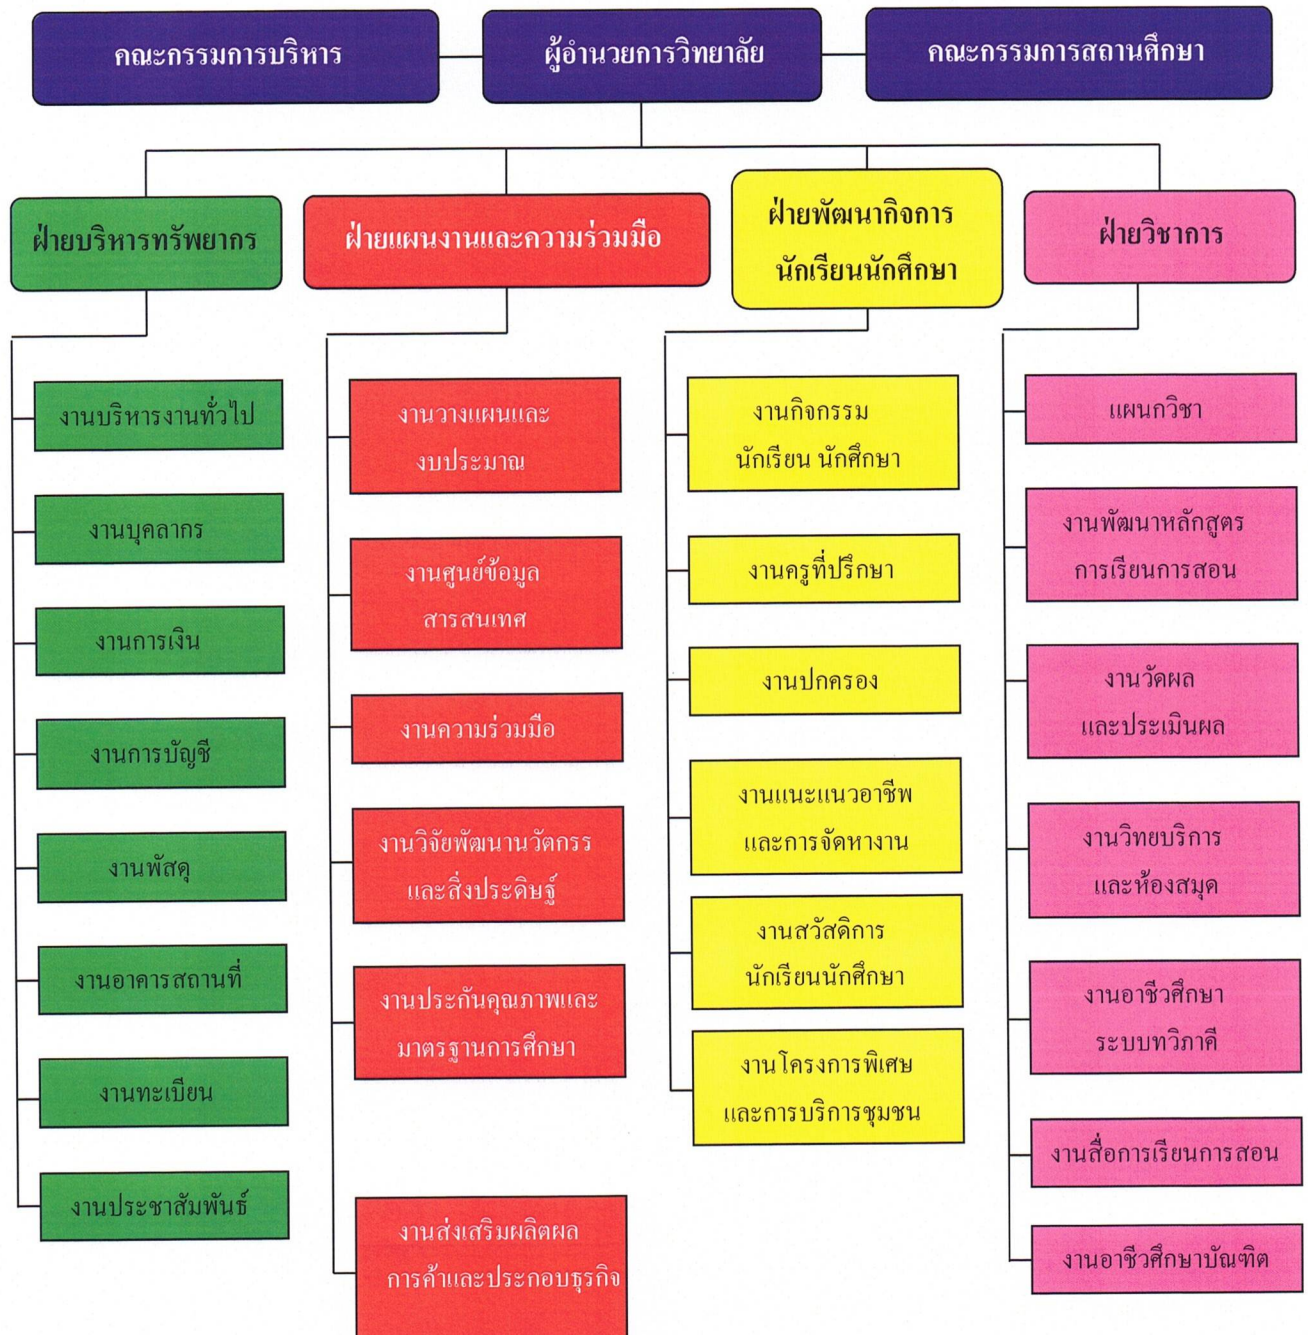 คณะกรรมการบริหาร
ผู้อำนวยการวิทยาลัย
คณะกรรมการสถานศึกษา
ฝ่ายบริหารทรัพยากร
งานบริหารงานทั่วไป
งานบุคลากร
งานการเงิน
งานการบัญชี
งานพัสดุ
งานอาคารสถานที่
งานทะเบียน
งานประชาสัมพันธ์
ฝ่ายแผนงานและความร่วมมือ
งานวางแผนและ
งบประมาณ
งานศูนย์ข้อมูล
สารสนเทศ
งานความร่วมมือ
งานวิจัยพัฒนานวัตกรร
และสิ่งประดิษฐ์
งานประกันคุณภาพและ
มาตรฐานการศึกษา
งานส่งเสริมผลิตผล
การค้าและประกอบธุรกิจ
ฝ่ายพัฒนากิจการ
นักเรียนนักศึกษา
งานกิจกรรม
นักเรียน นักศึกษา
งานครูที่ปรึกษา
งานปกครอง
งานแนะแนวอาชีพ
และการจัดหางาน
งานสวัสดิการ
นักเรียนนักศึกษา
งานโครงการพิเศษ
และการบริการชุมชน
ฝ่ายวิชาการ
แผนกวิชา
งานพัฒนาหลักสูตร
การเรียนการสอน
งานวัดผล
และประเมินผล
งานวิทยบริการ
และห้องสมุด
งานอาชีวศึกษา
ระบบทวิภาคี
งานสื่อการเรียนการสอน
งานอาชีวศึกษาบัณฑิต